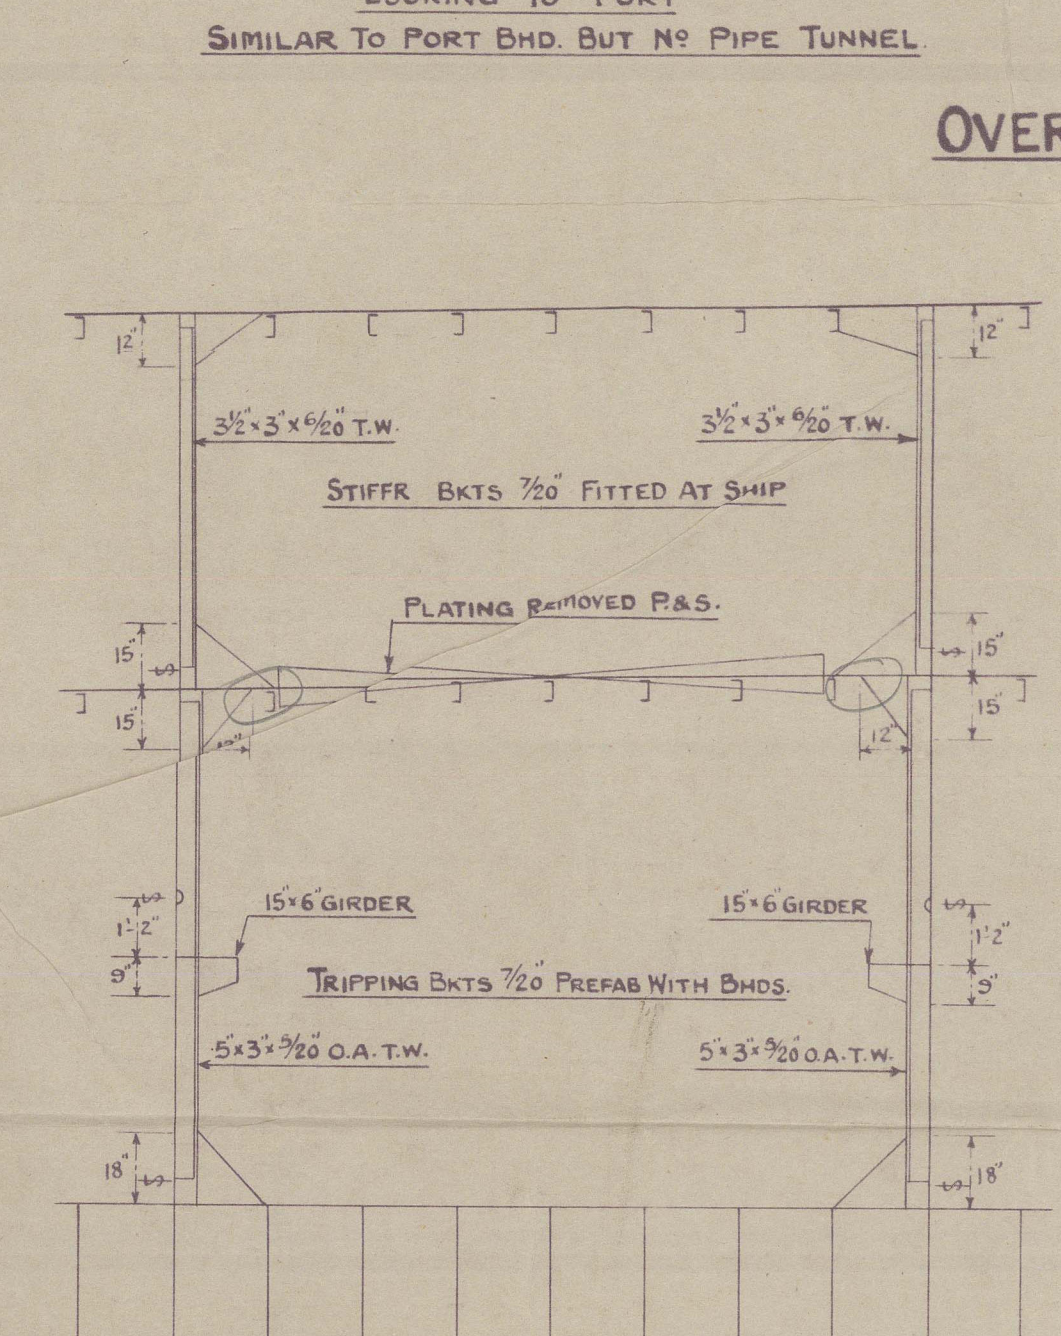 LOOKING TO PORT
SIMILAR TO PORT BHD. BUT Nº PIPE TUNNEL.
OVER
12"
12"
3½"×3"×6/20" T.W.
3½"×3"×6/20" T.W.
STIFFR BKTS 7/20" FITTED AT SHIP
PLATING REMOVED P.&S.
15"
15"
15"
15"
12"
15"×6" GIRDER
15"×6" GIRDER
1'-2"
1'-2"
9"
9"
TRIPPING BKTS 7/20" PREFAB WITH BHDS.
5"×3"×5/20" O.A.T.W.
5"×3"×5/20" O.A.T.W.
18"
18"